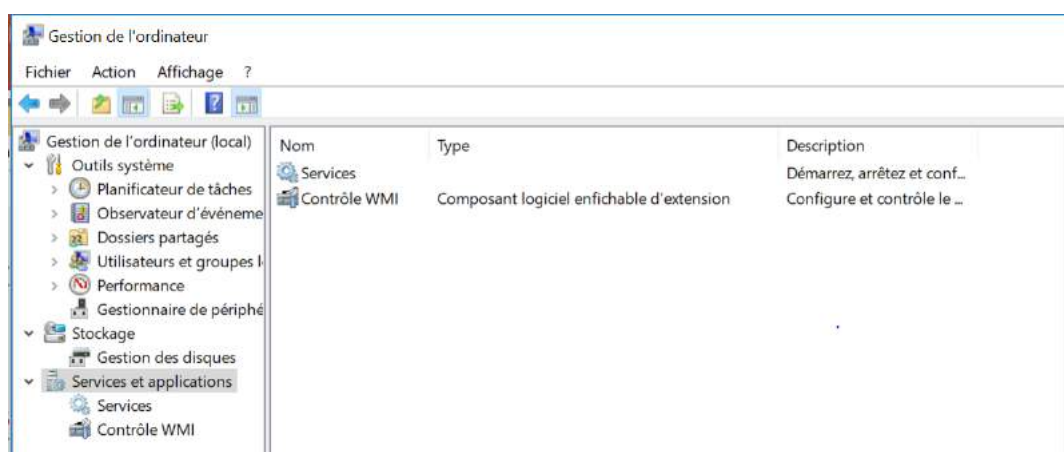 Gestion de l'ordinateur
Fichier Action Affichage ?
Gestion de l'ordinateur (local)
Outils système
Planificateur de tâches
Observateur d'événeme
Dossiers partagés
Utilisateurs et groupes l
Performance
Gestionnaire de périphé
Stockage
Gestion des disques
Services et applications
Services
Contrôle WMI
Nom Type Description
Services Démarrez, arrêtez et conf...
Contrôle WMI Composant logiciel enfichable d'extension Configure et contrôle le ...